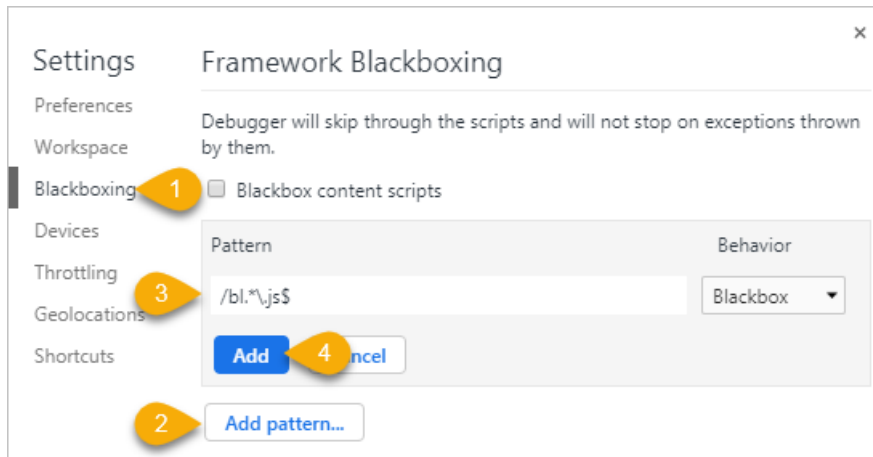 ×
Settings
Framework Blackboxing
Preferences
Debugger will skip through the scripts and will not stop on exceptions thrown
by them.
Workspace
Blackboxing
1
Blackbox content scripts
Devices
Pattern
Behavior
Throttling
3
/bl.*\.js$
Blackbox
Geolocations
Shortcuts
Add
4
ncel
2
Add pattern...